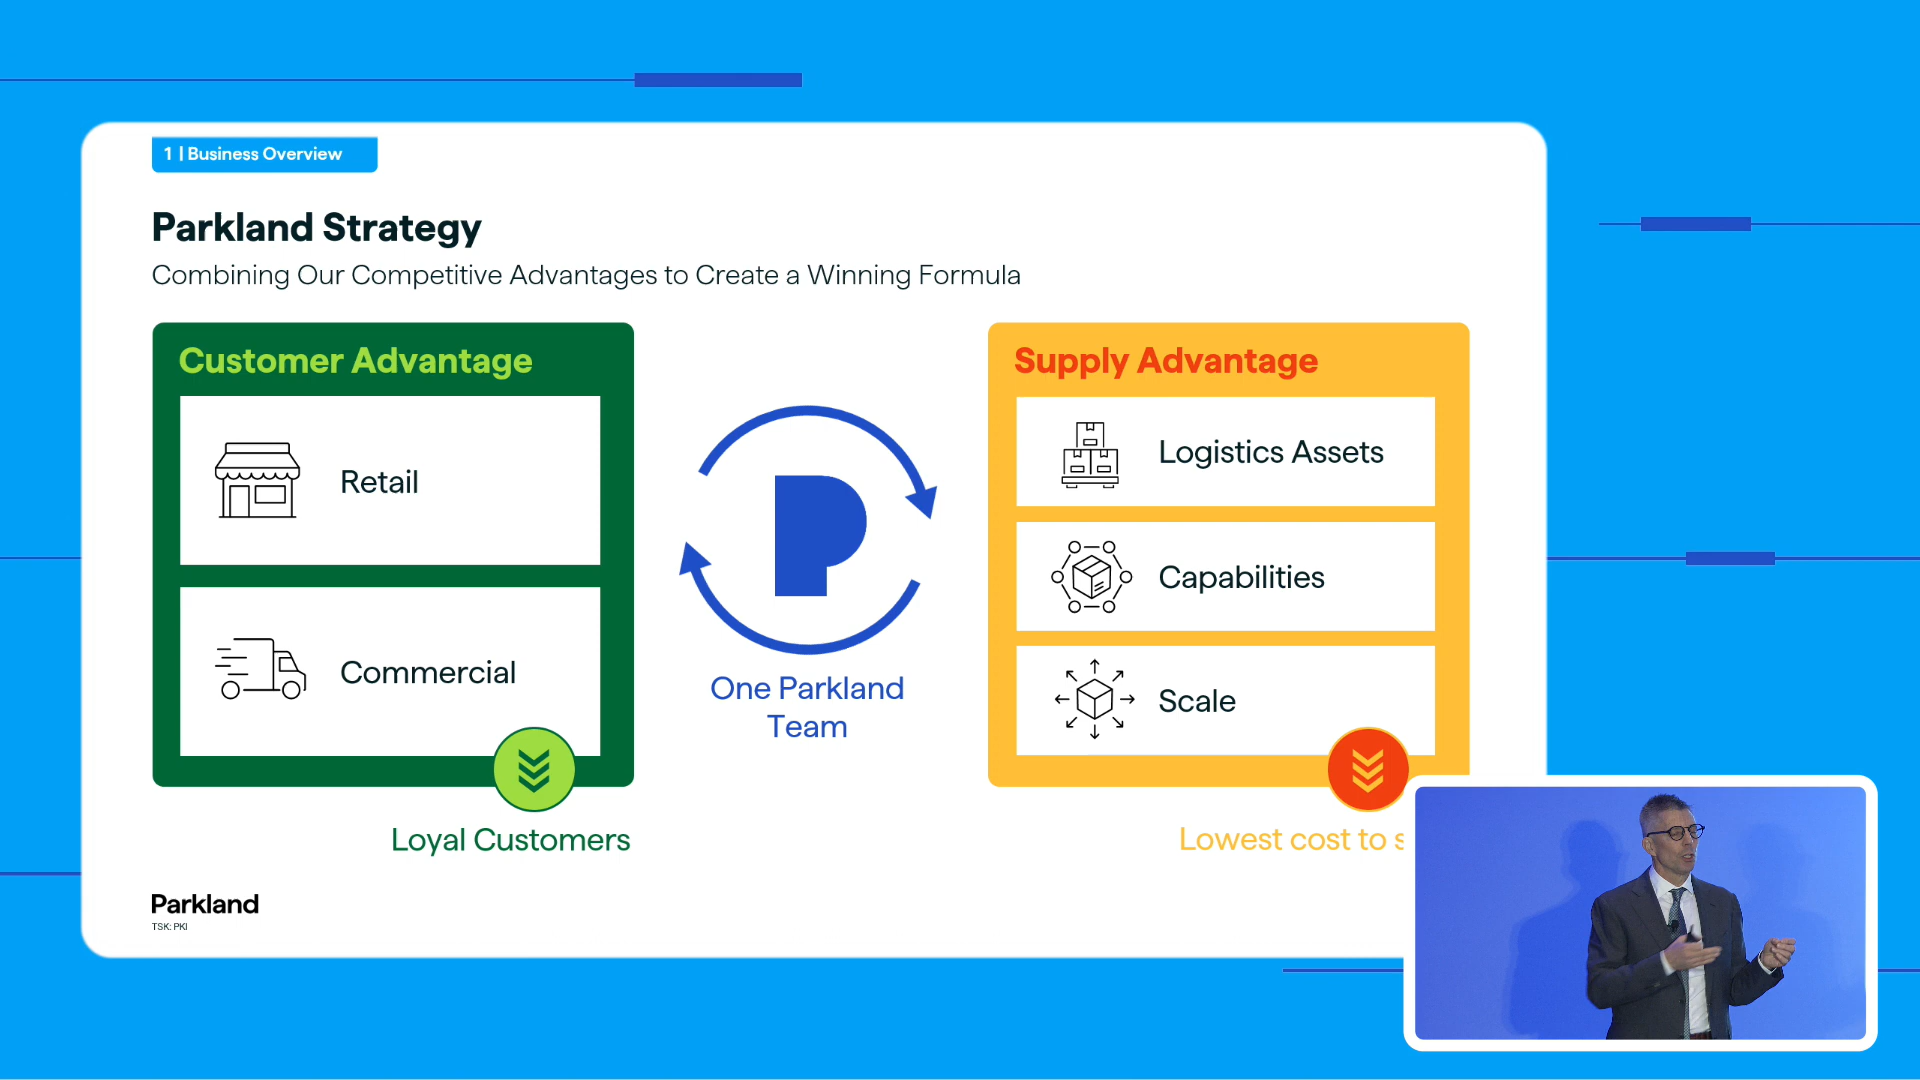 1 | Business Overview
Parkland Strategy
Combining Our Competitive Advantages to Create a Winning Formula
Customer Advantage
Retail
Commercial
Loyal Customers
One Parkland
Team
Supply Advantage
Logistics Assets
Capabilities
Scale
Lowest cost to
Parkland
TSK: PKI